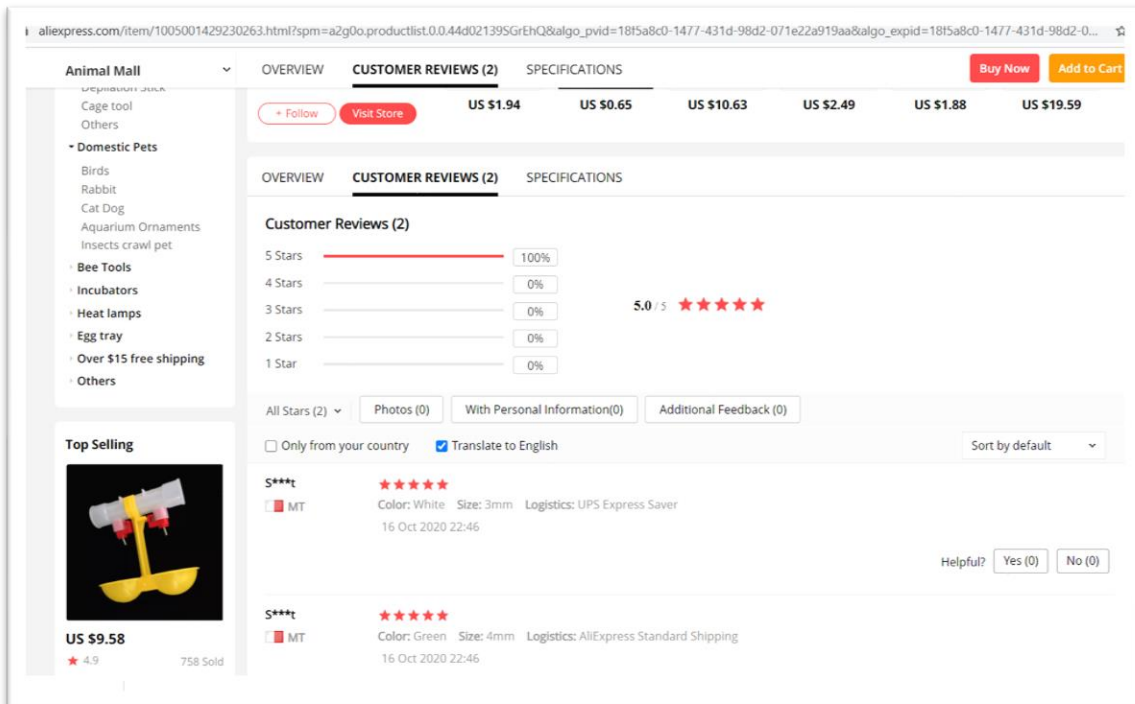 aliexpress.com/item/1005001429230263.html?spm=a2g0o.productlist.0.0.44d02139SGrEhQ&algo_pvid=18f5a8c0-1477-431d-98d2-071e22a919aa&algo_expid=18f5a8c0-1477-431d-98d2-0...
Animal Mall
OVERVIEW CUSTOMER REVIEWS (2) SPECIFICATIONS
Buy Now Add to Cart
Depilation Stick
Cage tool
Others
Domestic Pets
Birds
Rabbit
Cat Dog
Aquarium Ornaments
Insects crawl pet
Bee Tools
Incubators
Heat lamps
Egg tray
Over $15 free shipping
Others
Top Selling
US $9.58
4.9 758 Sold
+ Follow Visit Store
US $1.94 US $0.65 US $10.63 US $2.49 US $1.88 US $19.59
OVERVIEW CUSTOMER REVIEWS (2) SPECIFICATIONS
Customer Reviews (2)
5 Stars 100%
4 Stars 0%
3 Stars 0%
2 Stars 0%
1 Star 0%
5.0 / 5
All Stars (2) Photos (0) With Personal Information(0) Additional Feedback (0)
Only from your country Translate to English
Sort by default
S***t
MT
Color: White Size: 3mm Logistics: UPS Express Saver
16 Oct 2020 22:46
Helpful? Yes (0) No (0)
S***t
MT
Color: Green Size: 4mm Logistics: AliExpress Standard Shipping
16 Oct 2020 22:46